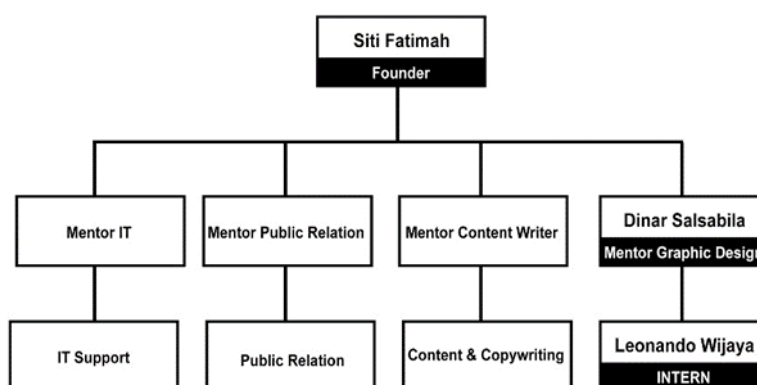 Siti Fatimah
Founder
Mentor IT
Mentor Public Relation
Mentor Content Writer
Dinar Salsabila
Mentor Graphic Design
IT Support
Public Relation
Content & Copywriting
Leonando Wijaya
INTERN